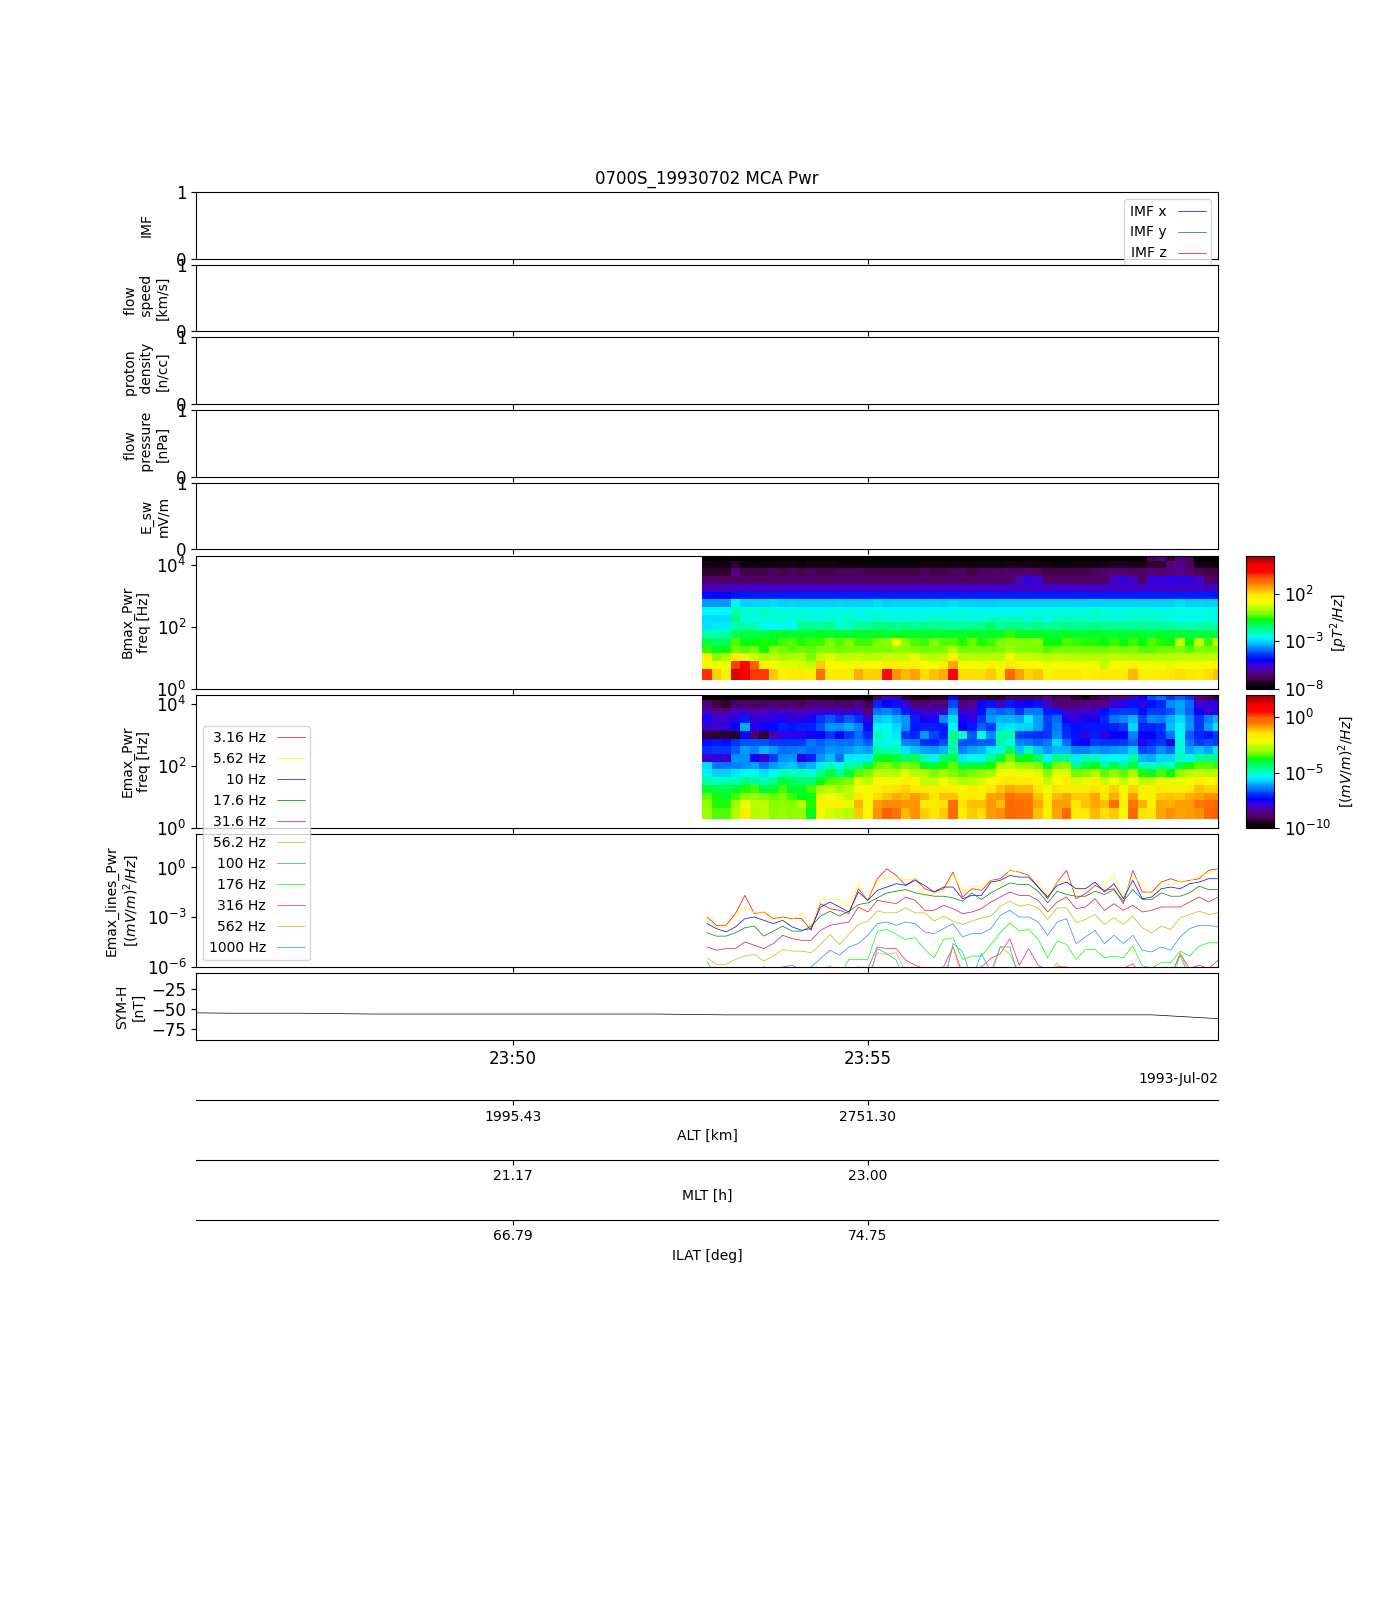 0700S_19930702 MCA Pwr
1
IMF
0
IMF x
IMF y
IMF z
1
flow
speed
[km/s]
0
1
proton
density
[n/cc]
0
1
flow
pressure
[nPa]
0
1
E_sw
mV/m
0
10^4
10^2
10^0
Bmax_Pwr
freq [Hz]
10^2
10^-3
10^-8
[pT^2/Hz]
10^4
10^2
10^0
Emax_Pwr
freq [Hz]
10^0
10^-5
10^-10
[(mV/m)^2/Hz]
3.16 Hz
5.62 Hz
10 Hz
17.6 Hz
31.6 Hz
56.2 Hz
100 Hz
176 Hz
316 Hz
562 Hz
1000 Hz
10^0
10^-3
10^-6
Emax_lines_Pwr
[(mV/m)^2/Hz]
−25
−50
−75
SYM-H
[nT]
23:50 23:55
1993-Jul-02
1995.43 2751.30
ALT [km]
21.17 23.00
MLT [h]
66.79 74.75
ILAT [deg]